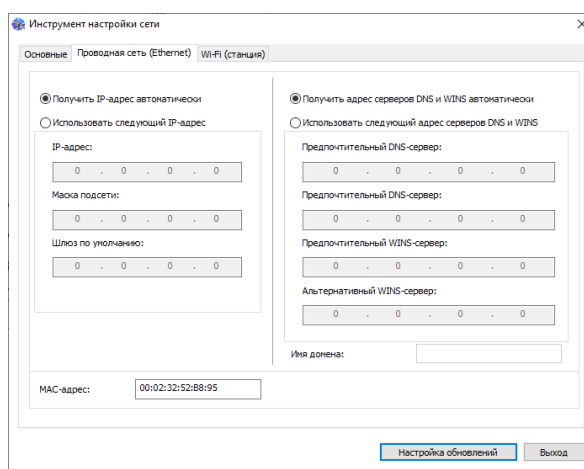 Инструмент настройки сети
Основные Проводная сеть (Ethernet) Wi-Fi (станция)
Получить IP-адрес автоматически
Использовать следующий IP-адрес
IP-адрес:
0 . 0 . 0 . 0
Маска подсети:
0 . 0 . 0 . 0
Шлюз по умолчанию:
0 . 0 . 0 . 0
Получить адрес серверов DNS и WINS автоматически
Использовать следующий адрес серверов DNS и WINS
Предпочтительный DNS-сервер:
0 . 0 . 0 . 0
Предпочтительный DNS-сервер:
0 . 0 . 0 . 0
Предпочтительный WINS-сервер:
0 . 0 . 0 . 0
Альтернативный WINS-сервер:
0 . 0 . 0 . 0
Имя домена:
MAC-адрес: 00:02:32:52:B8:95
Настройка обновлений Выход